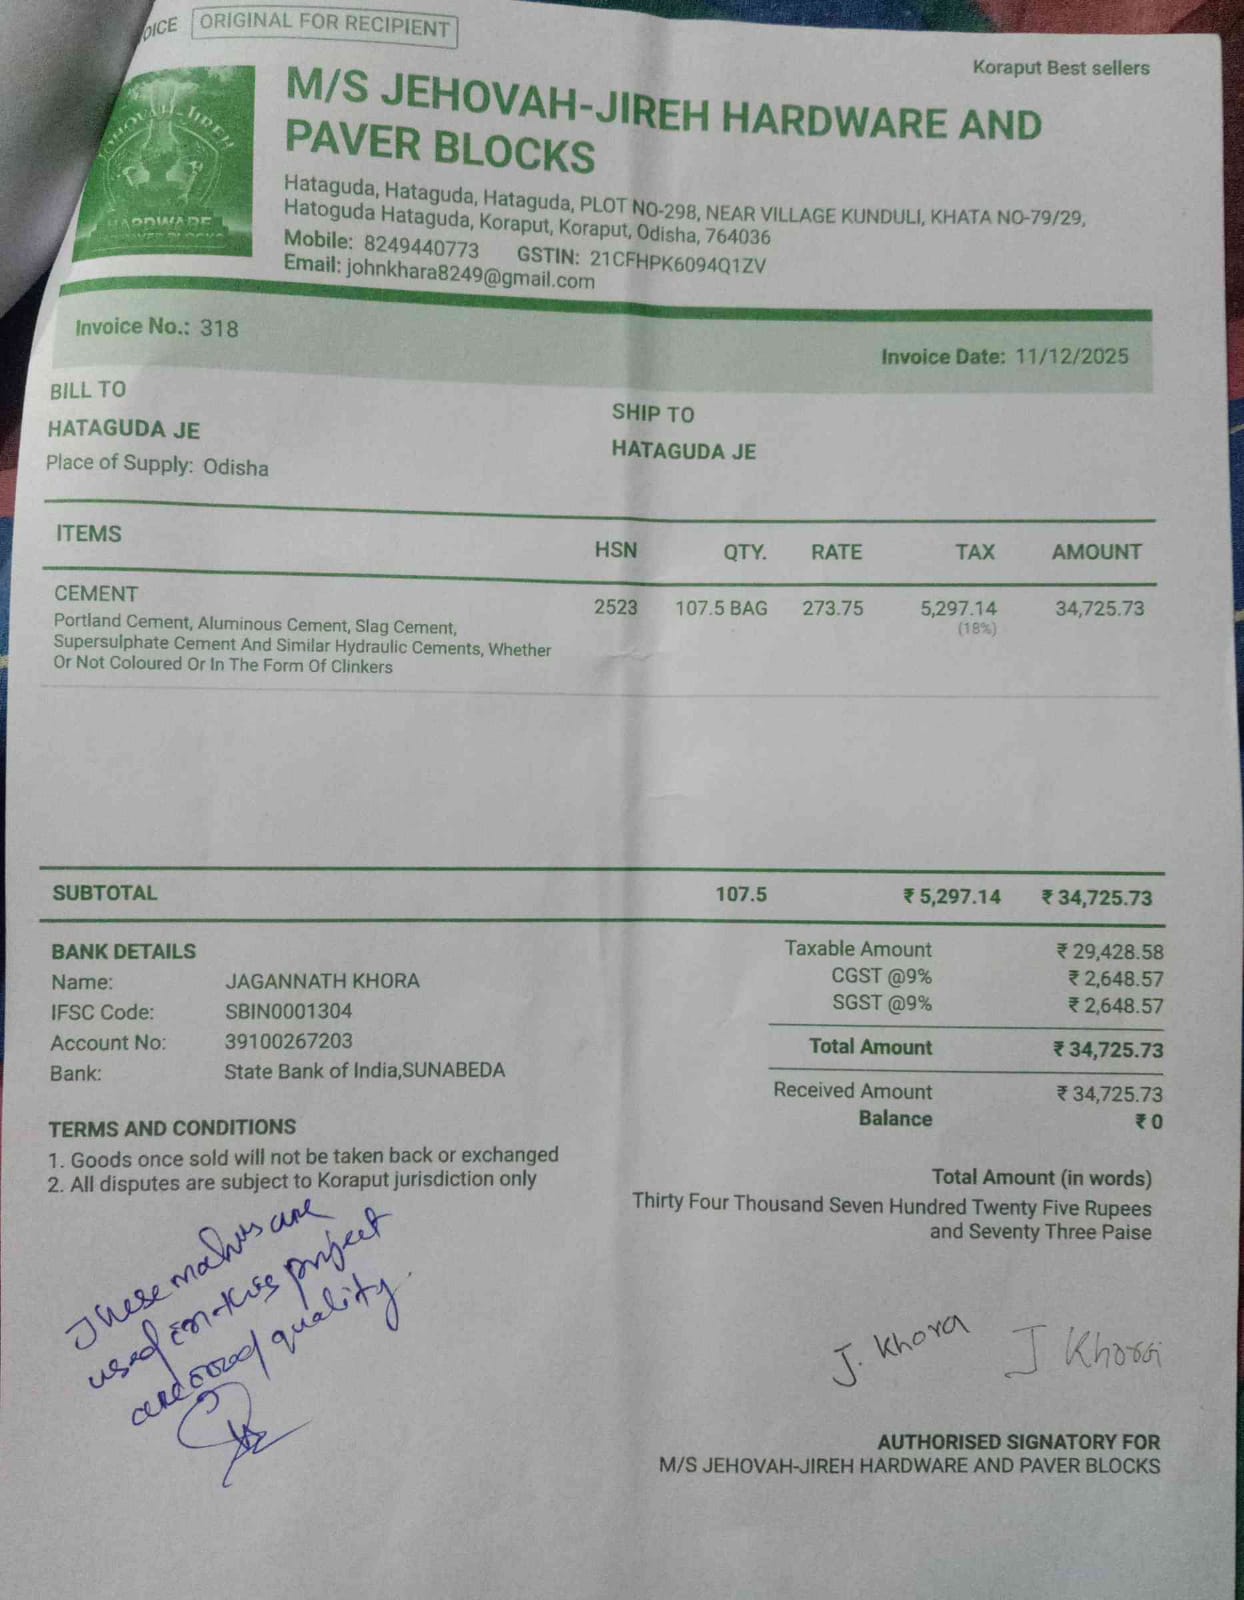 OICE ORIGINAL FOR RECIPIENT
Koraput Best sellers
JEHOVAH-JIREH
HARDWARE
M/S JEHOVAH-JIREH HARDWARE AND
PAVER BLOCKS
Hataguda, Hataguda, Hataguda, PLOT NO-298, NEAR VILLAGE KUNDULI, KHATA NO-79/29,
Hatoguda Hataguda, Koraput, Koraput, Odisha, 764036
Mobile: 8249440773 GSTIN: 21CFHPK6094Q1ZV
Email: johnkhara8249@gmail.com
Invoice No.: 318
Invoice Date: 11/12/2025
BILL TO
HATAGUDA JE
Place of Supply: Odisha
SHIP TO
HATAGUDA JE
ITEMS HSN QTY. RATE TAX AMOUNT
CEMENT 2523 107.5 BAG 273.75 5,297.14 34,725.73
(18%)
Portland Cement, Aluminous Cement, Slag Cement,
Supersulphate Cement And Similar Hydraulic Cements, Whether
Or Not Coloured Or In The Form Of Clinkers
SUBTOTAL 107.5 ₹ 5,297.14 ₹ 34,725.73
BANK DETAILS
Name: JAGANNATH KHORA
IFSC Code: SBIN0001304
Account No: 39100267203
Bank: State Bank of India,SUNABEDA
Taxable Amount ₹ 29,428.58
CGST @9% ₹ 2,648.57
SGST @9% ₹ 2,648.57
Total Amount ₹ 34,725.73
Received Amount ₹ 34,725.73
Balance ₹ 0
TERMS AND CONDITIONS
1. Goods once sold will not be taken back or exchanged
2. All disputes are subject to Koraput jurisdiction only
Total Amount (in words)
Thirty Four Thousand Seven Hundred Twenty Five Rupees
and Seventy Three Paise
These are
used this project
quality.
J. Khora J Khora
AUTHORISED SIGNATORY FOR
M/S JEHOVAH-JIREH HARDWARE AND PAVER BLOCKS